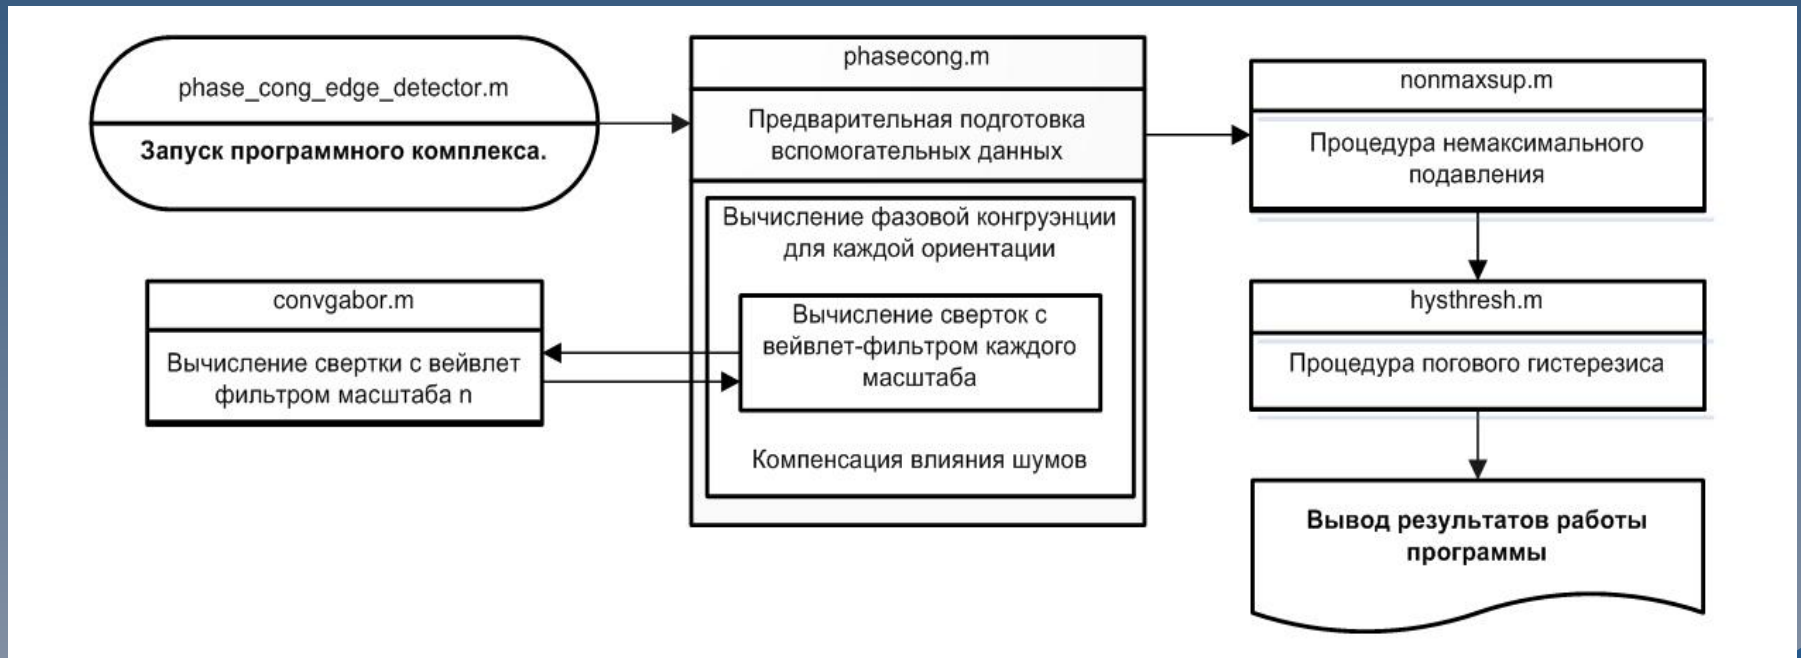 phase_cong_edge_detector.m
Запуск программного комплекса.
phasecong.m
Предварительная подготовка
вспомогательных данных
Вычисление фазовой конгруэнции
для каждой ориентации
Вычисление сверток с
вейвлет-фильтром каждого
масштаба
Компенсация влияния шумов
convgabor.m
Вычисление свертки с вейвлет
фильтром масштаба n
nonmaxsup.m
Процедура немаксимального
подавления
hysthresh.m
Процедура погового гистерезиса
Вывод результатов работы
программы